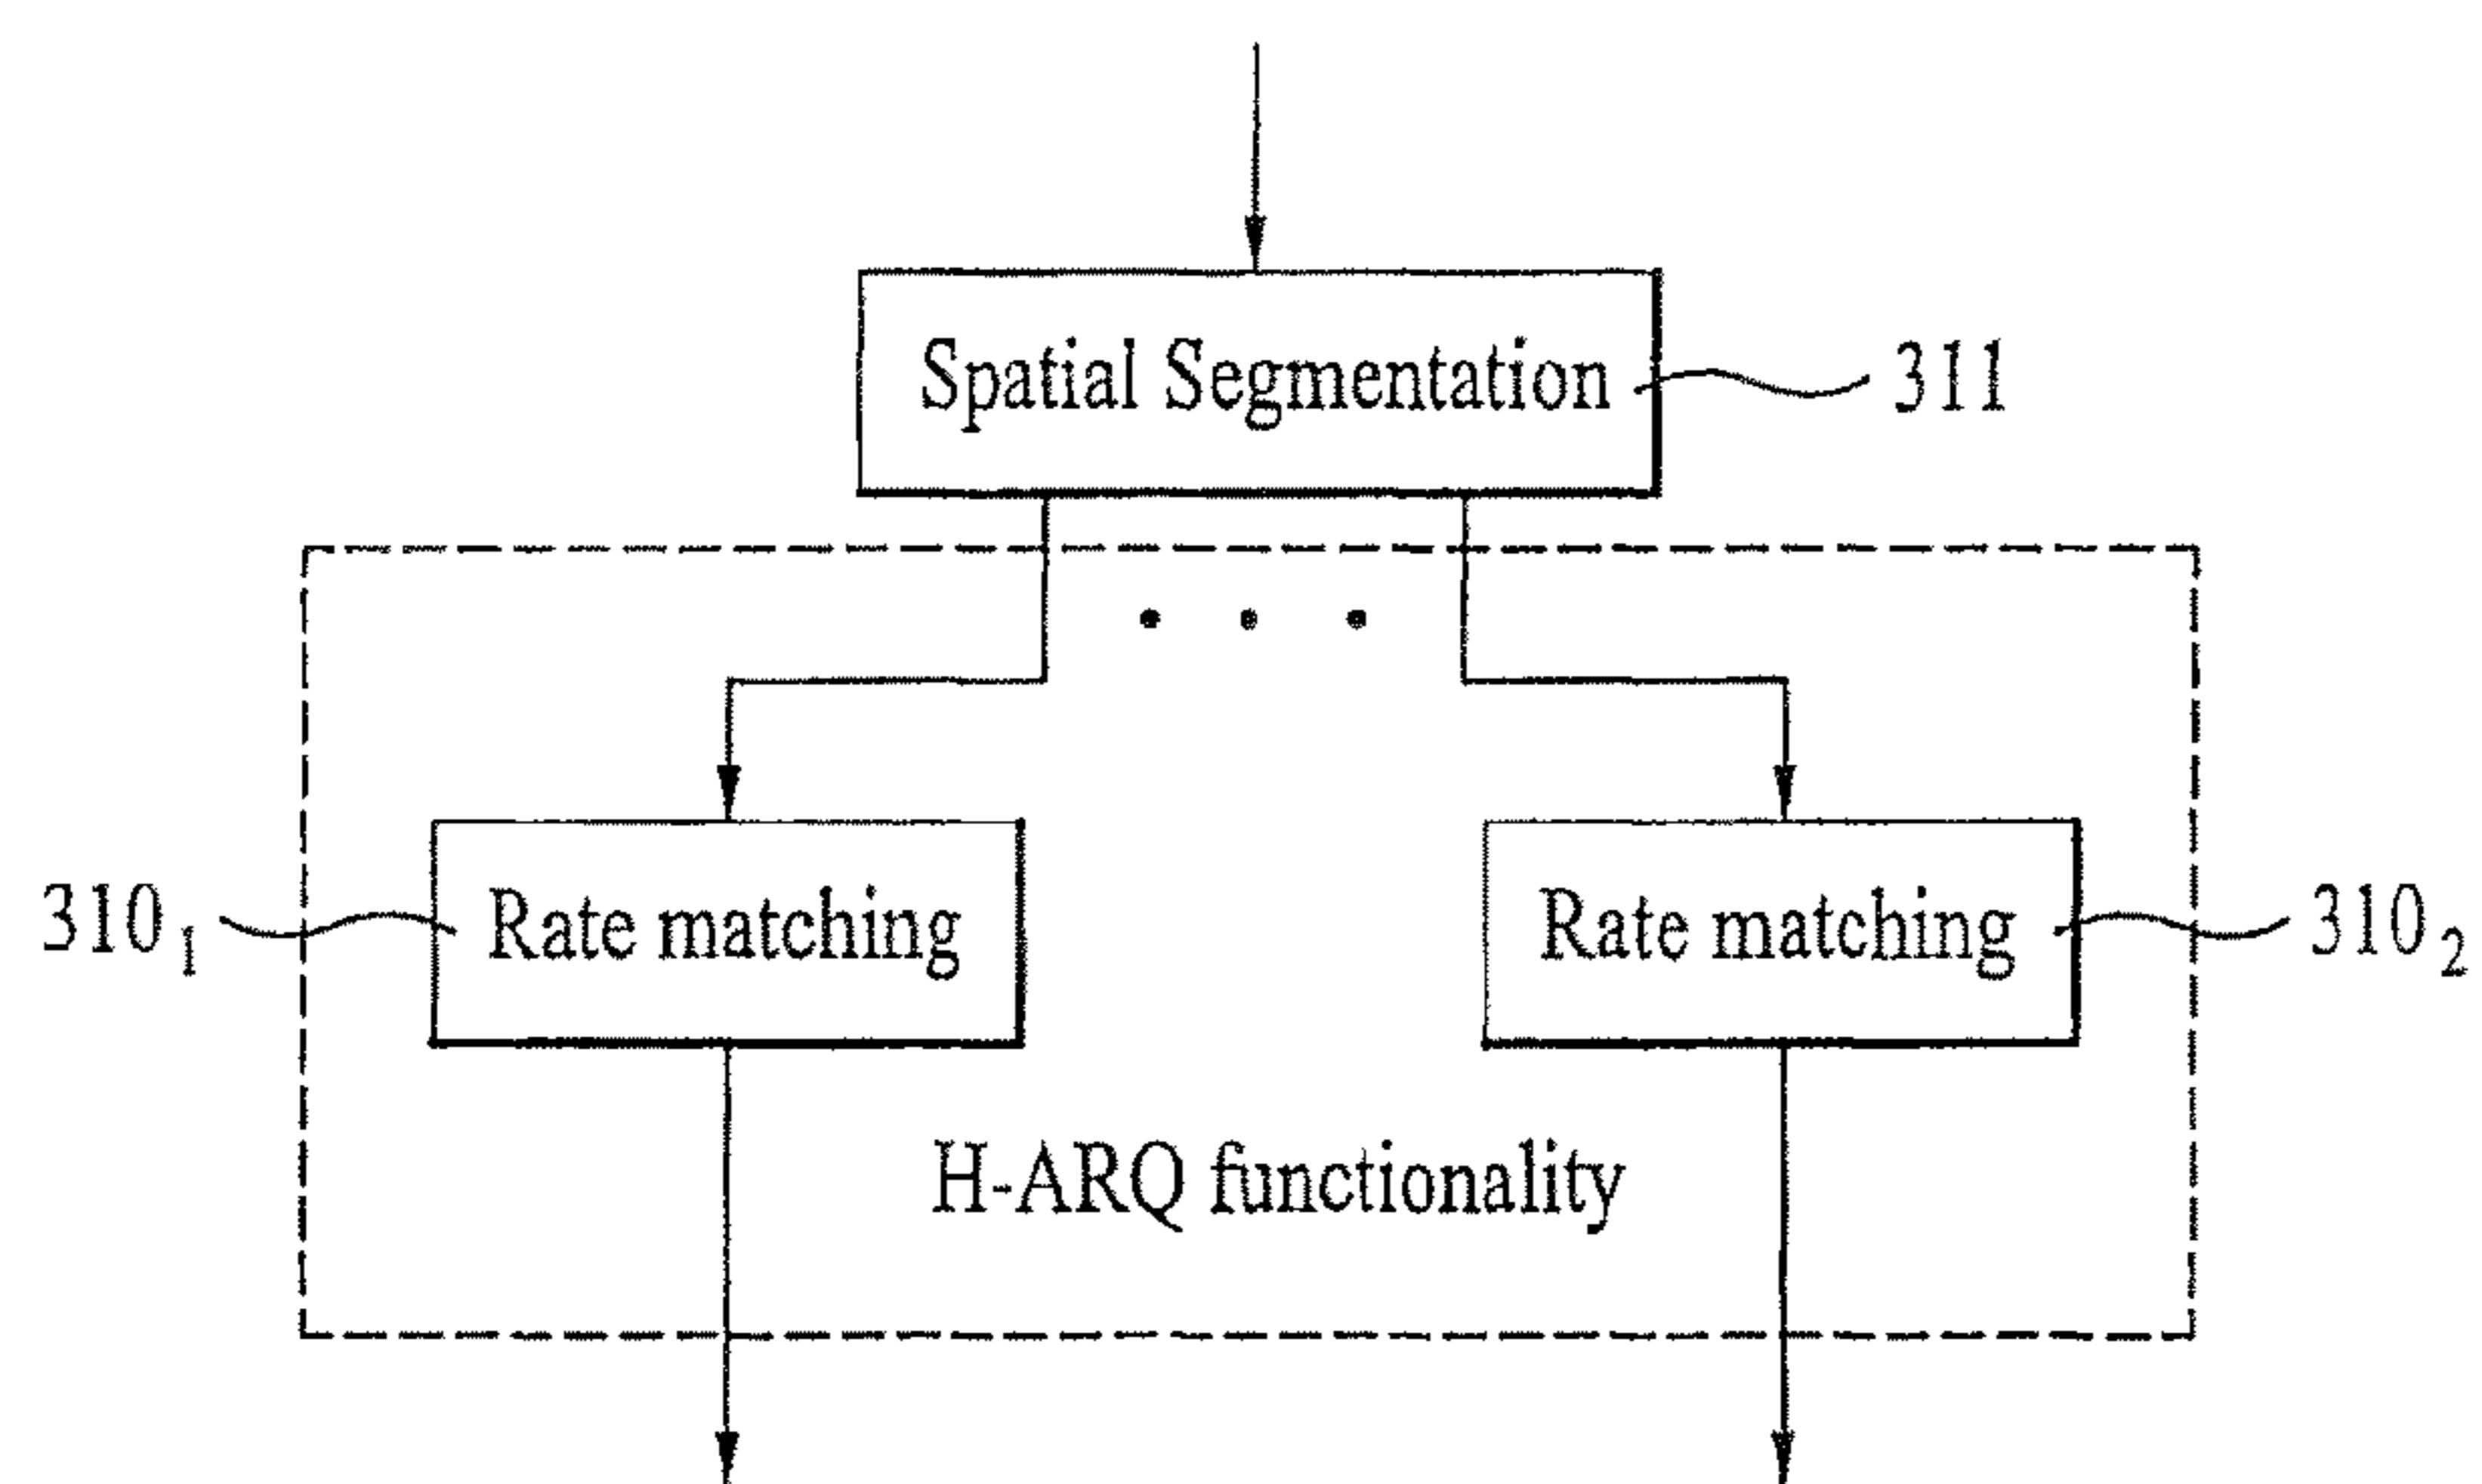 Spatial Segmentation
311
310₁
Rate matching
Rate matching
310₂
H-ARQ functionality